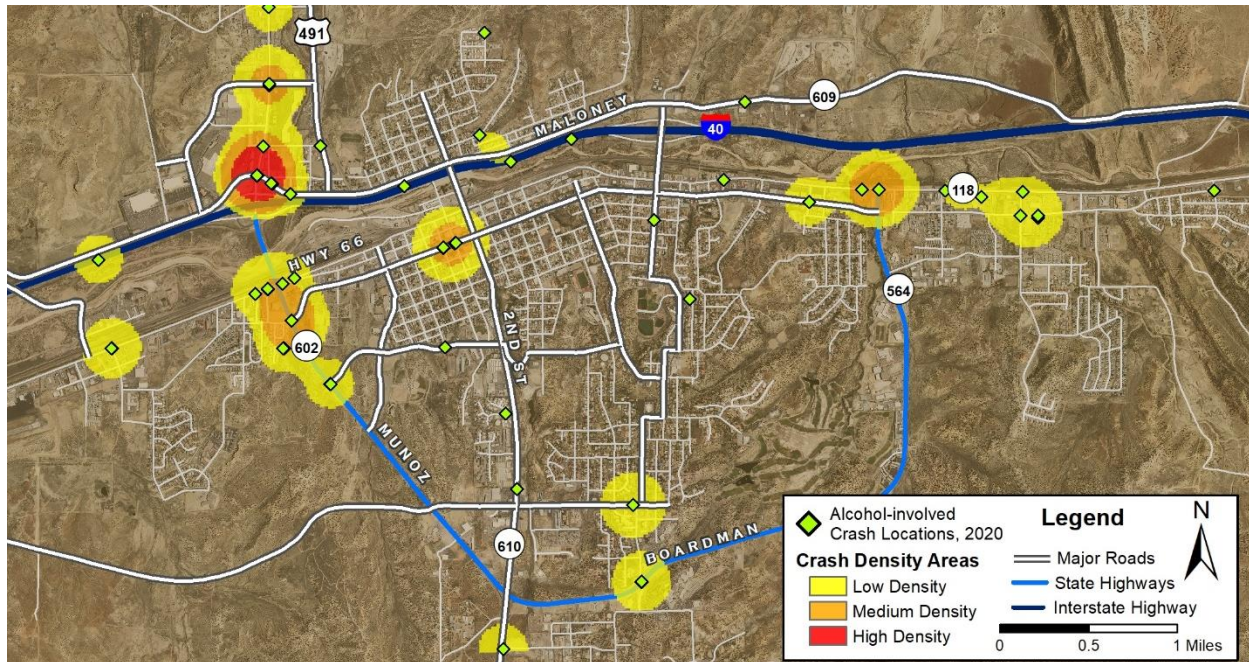 491
MALONEY
609
40
118
HWY 66
564
602
2ND ST
MUNOZ
610
BOARDMAN
Alcohol-involved
Crash Locations, 2020
Crash Density Areas
Low Density
Medium Density
High Density
Legend
N
Major Roads
State Highways
Interstate Highway
0 0.5 1 Miles